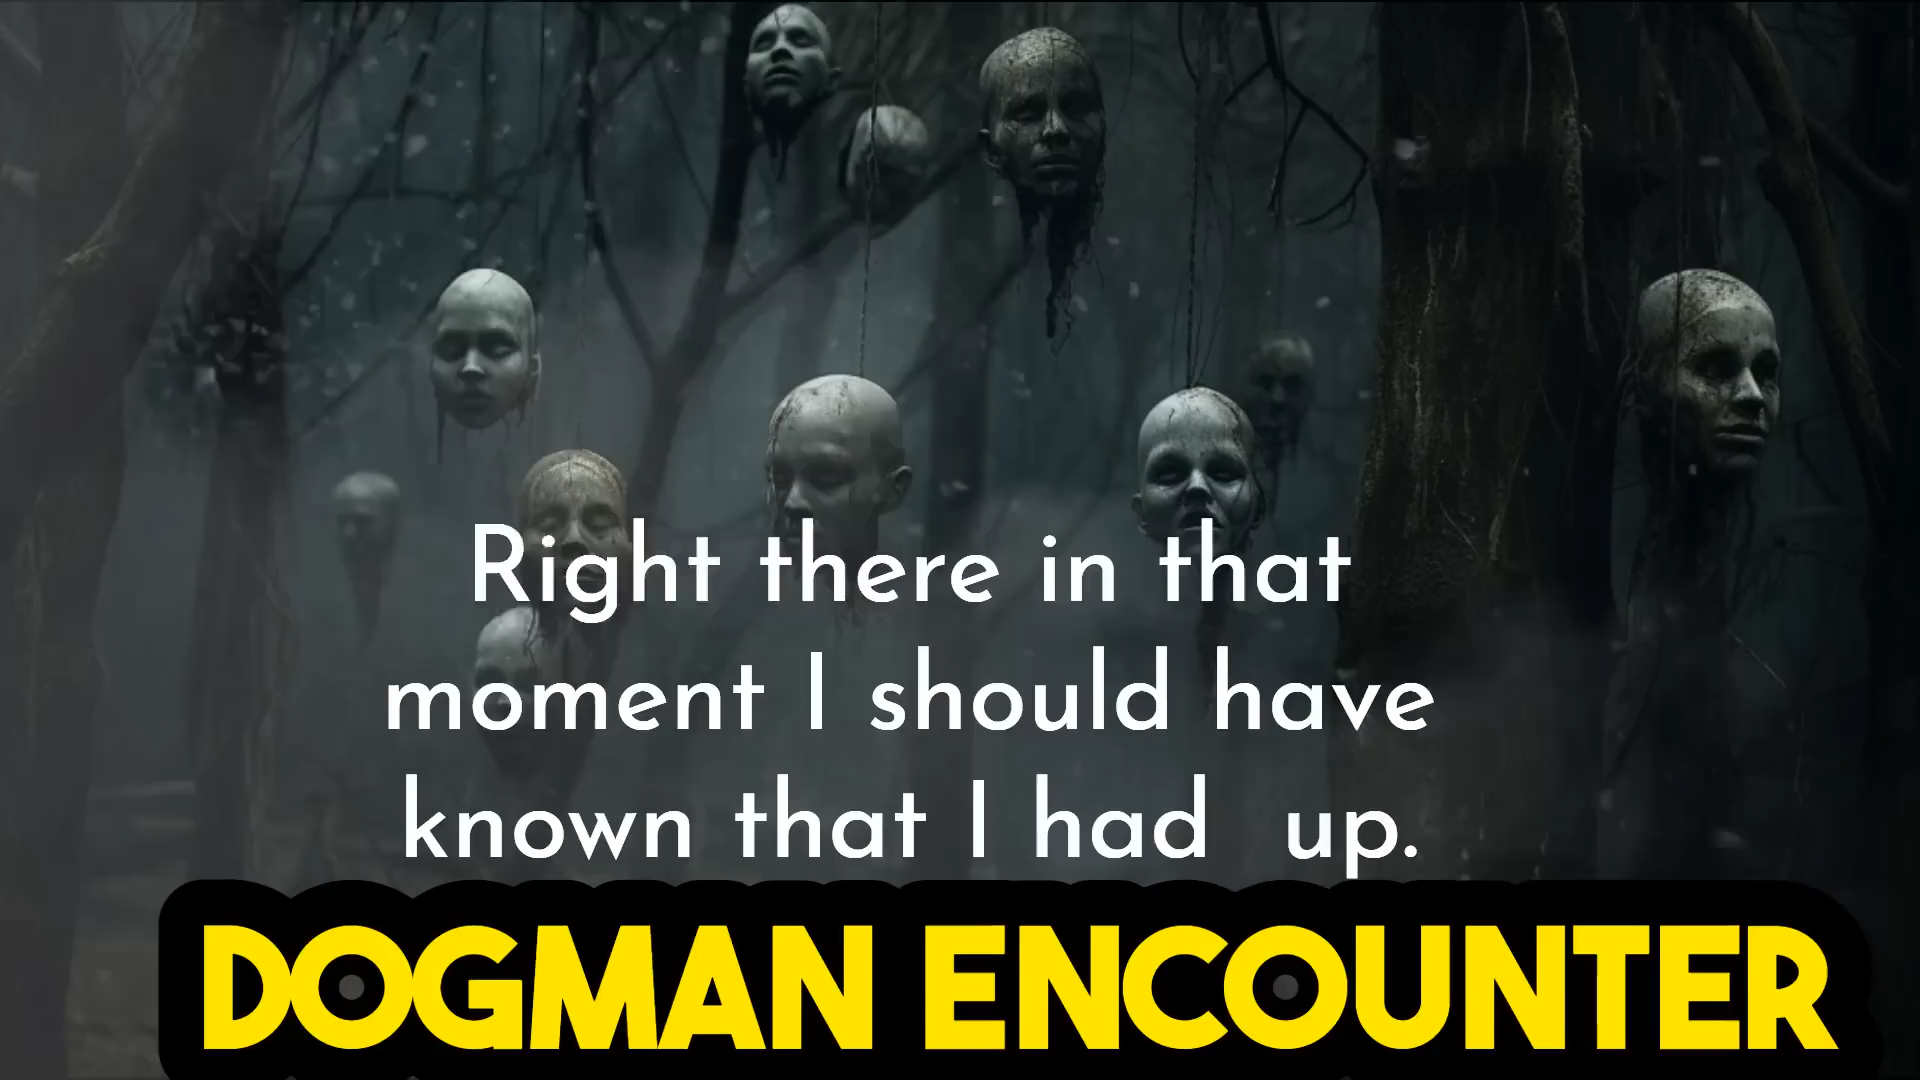 Right there in that
moment I should have
known that I had  up.
DOGMAN ENCOUNTER